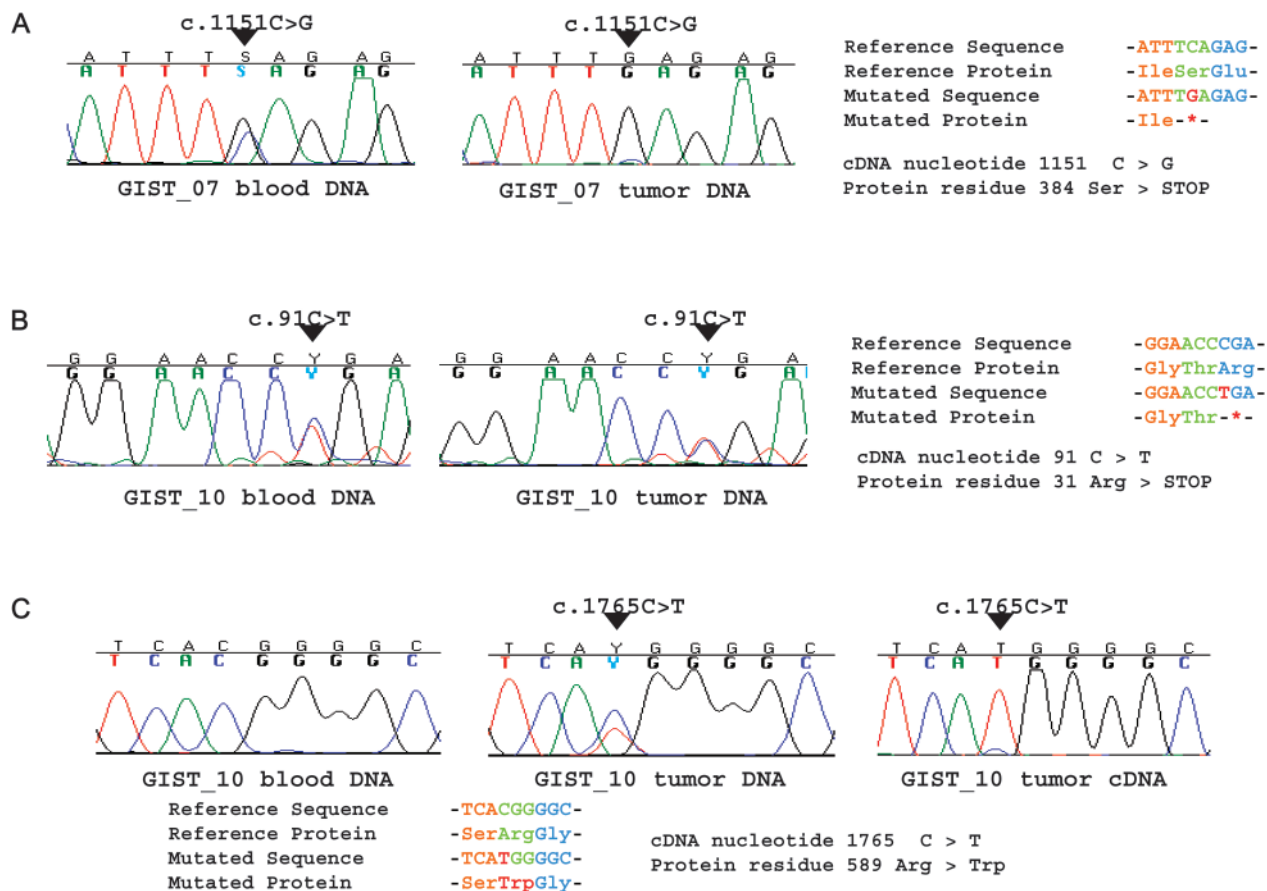 A
c.1151C>G
A T T T S A G A G
A T T T S A G A G
GIST_07 blood DNA
c.1151C>G
A T T T G A G A G
A T T T G A G A G
GIST_07 tumor DNA
Reference Sequence -ATTTCAGAG-
Reference Protein -IleSerGlu-
Mutated Sequence -ATTTGAGAG-
Mutated Protein -Ile-*-
cDNA nucleotide 1151 C > G
Protein residue 384 Ser > STOP
B
c.91C>T
G G A A C C Y G A
G G A A C C Y G A
GIST_10 blood DNA
c.91C>T
G G A A C C Y G A
G G A A C C Y G A
GIST_10 tumor DNA
Reference Sequence -GGAACCCGA-
Reference Protein -GlyThrArg-
Mutated Sequence -GGAACCTGA-
Mutated Protein -GlyThr-*-
cDNA nucleotide 91 C > T
Protein residue 31 Arg > STOP
C
T C A C G G G G C
T C A C G G G G C
GIST_10 blood DNA
c.1765C>T
T C A Y G G G G C
T C A Y G G G G C
GIST_10 tumor DNA
c.1765C>T
T C A T G G G G C
T C A T G G G G C
GIST_10 tumor cDNA
Reference Sequence -TCACGGGGC-
Reference Protein -SerArgGly-
Mutated Sequence -TCATGGGGC-
Mutated Protein -SerTrpGly-
cDNA nucleotide 1765 C > T
Protein residue 589 Arg > Trp